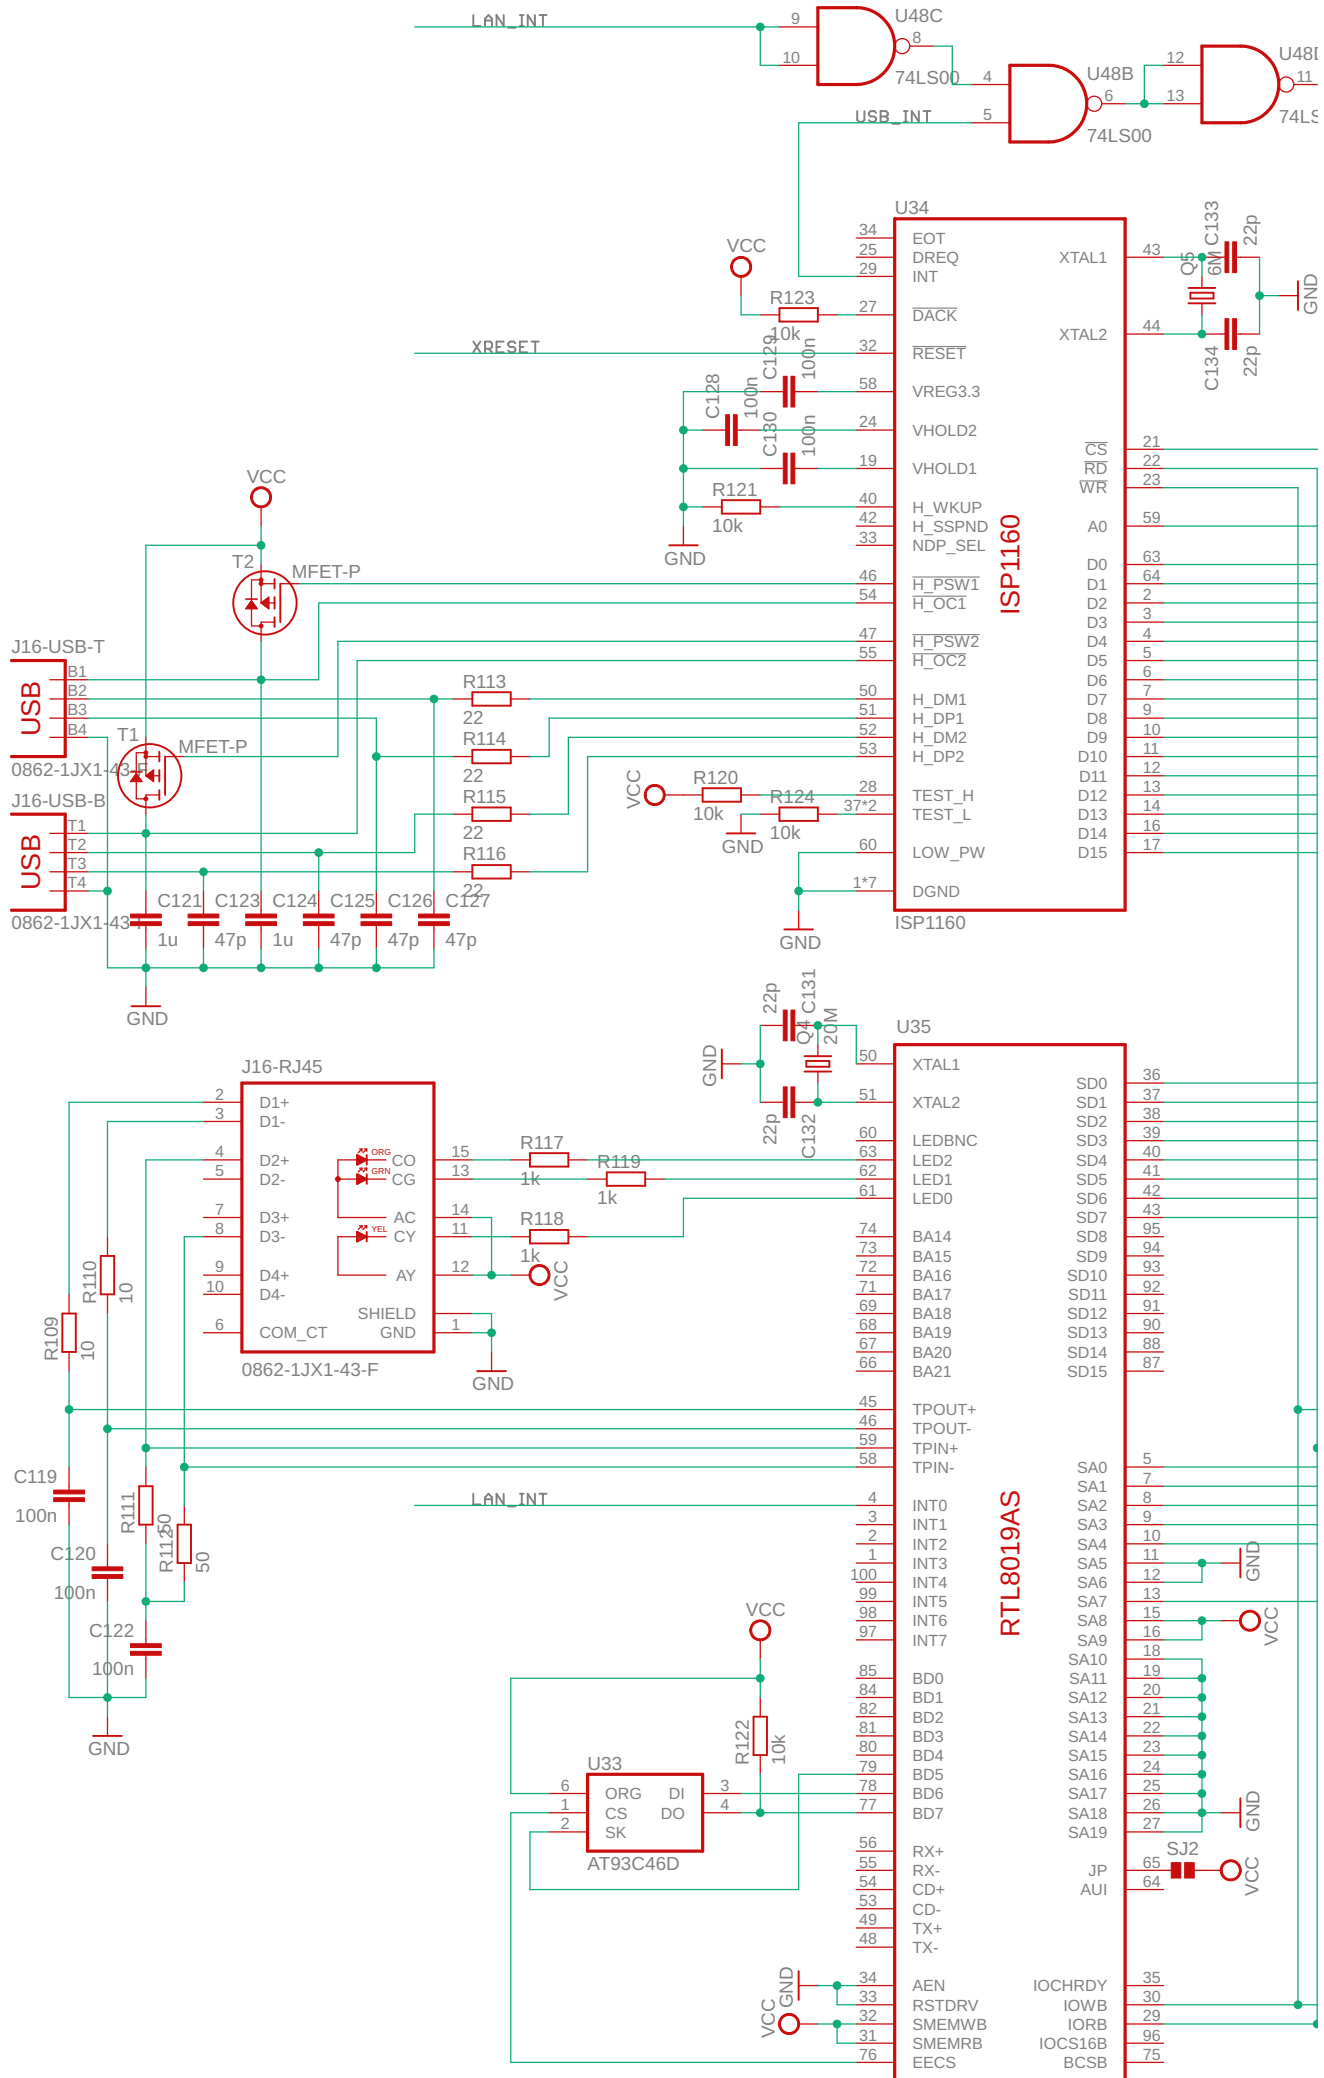 LAN_INT
9
10
U48C
8
74LS00
4
5
U48B
6
74LS00
12
13
U48D
11
74LS
USB_INT
U34
34 EOT
25 DREQ
29 INT
27 DACK
32 RESET
58 VREG3.3
24 VHOLD2
19 VHOLD1
40 H_WKUP
42 H_SSPND
33 NDP_SEL
46 H_PSW1
54 H_OC1
47 H_PSW2
55 H_OC2
50 H_DM1
51 H_DP1
52 H_DM2
53 H_DP2
28 TEST_H
37*2 TEST_L
60 LOW_PW
1*7 DGND
ISP1160
ISP1160
XTAL1 43
XTAL2 44
CS 21
RD 22
WR 23
A0 59
D0 63
D1 64
D2 2
D3 3
D4 4
D5 5
D6 6
D7 7
D8 9
D9 10
D10 11
D11 12
D12 13
D13 14
D14 16
D15 17
Q5
6M
C133
22p
C134
22p
GND
VCC
R123
10k
XRESET
C129
100n
C128
100n
C130
100n
R121
10k
GND
VCC
T2
MFET-P
J16-USB-T
USB
B1
B2
B3
B4
0862-1JX1-43-F
T1
MFET-P
J16-USB-B
USB
T1
T2
T3
T4
0862-1JX1-43-
R113
22
R114
22
R115
22
R116
22
VCC
R120
10k
R124
10k
GND
GND
C121
1u
C123
47p
C124
1u
C125
47p
C126
47p
C127
47p
GND
22p
C131
Q4
20M
GND
22p
C132
J16-RJ45
2 D1+
3 D1-
4 D2+
5 D2-
7 D3+
8 D3-
9 D4+
10 D4-
6 COM_CT
ORG CO 15
GRN CG 13
AC 14
YEL CY 11
AY 12
SHIELD
GND 1
0862-1JX1-43-F
R117
1k
R119
1k
R118
1k
VCC
GND
R110
10
R109
10
C119
100n
C120
100n
R111
50
R112
50
C122
100n
GND
U35
50 XTAL1
51 XTAL2
60 LEDBNC
63 LED2
62 LED1
61 LED0
74 BA14
73 BA15
72 BA16
71 BA17
69 BA18
68 BA19
67 BA20
66 BA21
45 TPOUT+
46 TPOUT-
59 TPIN+
58 TPIN-
LAN_INT
4 INT0
3 INT1
2 INT2
1 INT3
100 INT4
99 INT5
98 INT6
97 INT7
85 BD0
84 BD1
82 BD2
81 BD3
80 BD4
79 BD5
78 BD6
77 BD7
56 RX+
55 RX-
54 CD+
53 CD-
49 TX+
48 TX-
34 AEN
33 RSTDRV
32 SMEMWB
31 SMEMRB
76 EECS
RTL8019AS
SD0 36
SD1 37
SD2 38
SD3 39
SD4 40
SD5 41
SD6 42
SD7 43
SD8 95
SD9 94
SD10 93
SD11 92
SD12 91
SD13 90
SD14 88
SD15 87
SA0 5
SA1 7
SA2 8
SA3 9
SA4 10
SA5 11
SA6 12
SA7 13
SA8 15
SA9 16
SA10 18
SA11 19
SA12 20
SA13 21
SA14 22
SA15 23
SA16 24
SA17 25
SA18 26
SA19 27
JP 65
AUI 64
IOCHRDY 35
IOWB 30
IORB 29
IOCS16B 96
BCSB 75
GND
VCC
GND
SJ2
VCC
VCC
R122
10k
U33
6 ORG
1 CS
2 SK
DI 3
DO 4
AT93C46D
GND
VCC